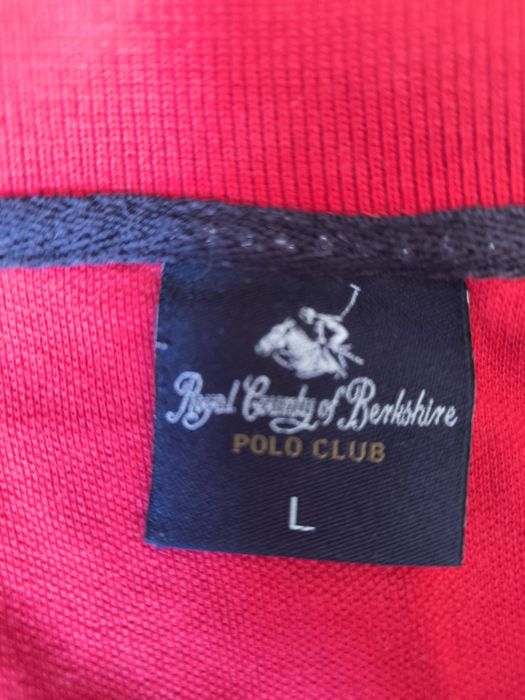 Royal County of Berkshire
POLO CLUB
L